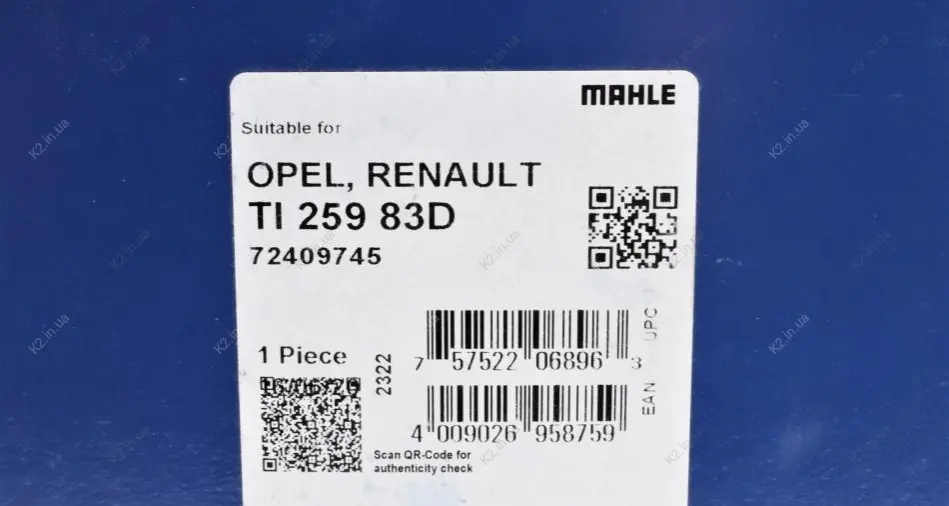 MAHLE
Suitable for
OPEL, RENAULT
TI 259 83D
72409745
UPC
7 57522 06896 3
1 Piece
2322
EAN
4 009026 958759
Scan QR-Code for
authenticity check
K2.in.ua